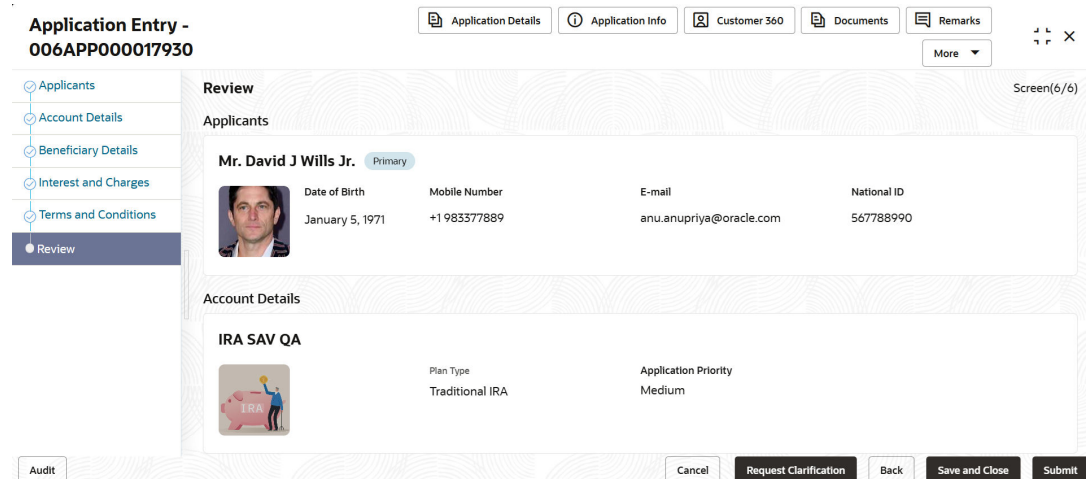 Application Entry -
006APP000017930
Application Details
Application Info
Customer 360
Documents
Remarks
More
Applicants
Account Details
Beneficiary Details
Interest and Charges
Terms and Conditions
Review
Review
Screen(6/6)
Applicants
Mr. David J Wills Jr. Primary
Date of Birth
Mobile Number
E-mail
National ID
January 5, 1971
+1 983377889
anu.anupriya@oracle.com
567788990
Account Details
IRA SAV QA
IRA
Plan Type
Application Priority
Traditional IRA
Medium
Audit
Cancel
Request Clarification
Back
Save and Close
Submit